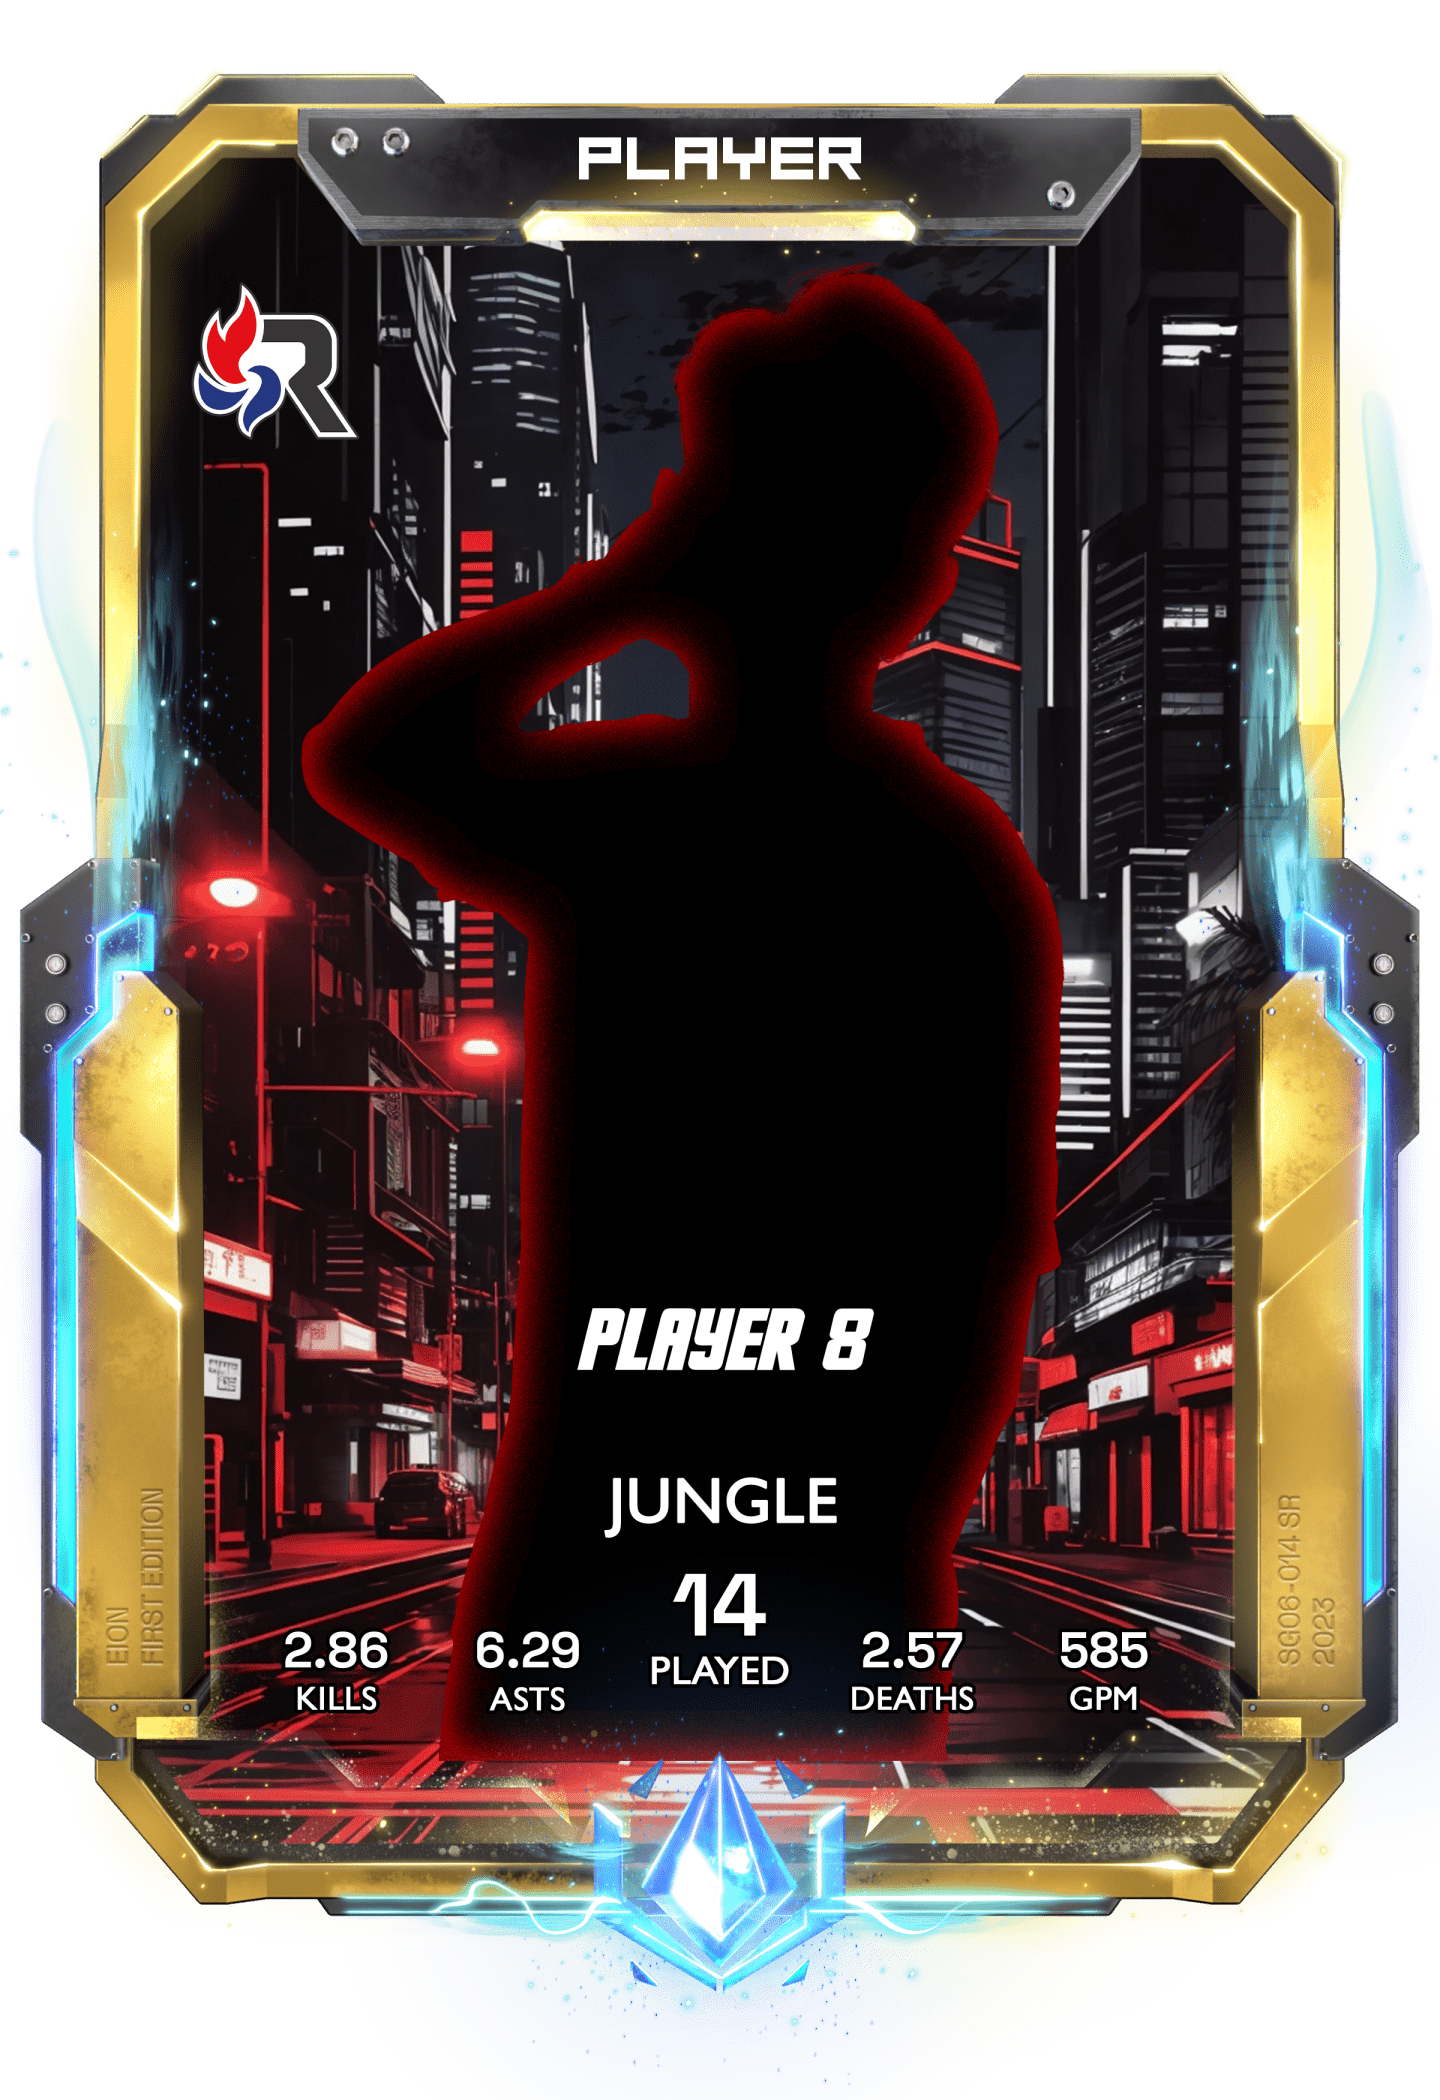 PLAYER
R
PLAYER 8
JUNGLE
14
PLAYED
2.86
KILLS
6.29
ASTS
2.57
DEATHS
585
GPM
EION
FIRST EDITION
SG06-014 SR
2023